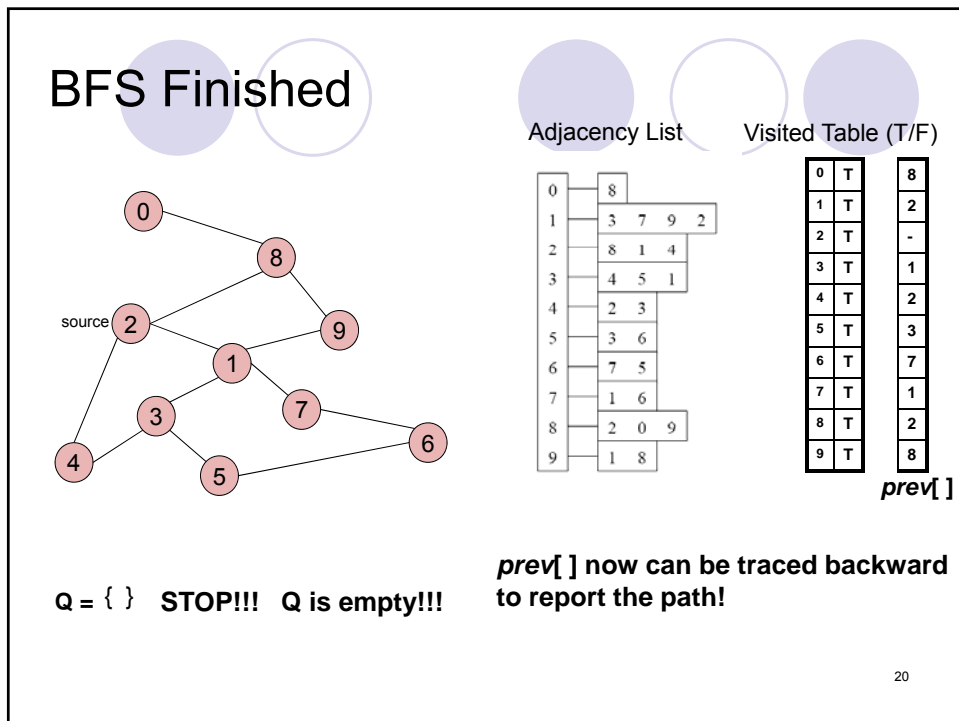 BFS Finished
Adjacency List
Visited Table (T/F)
0
8
source
2
9
1
3
7
4
5
6
0 8
1 3 7 9 2
2 8 1 4
3 4 5 1
4 2 3
5 3 6
6 7 5
7 1 6
8 2 0 9
9 1 8
0 T 8
1 T 2
2 T -
3 T 1
4 T 2
5 T 3
6 T 7
7 T 1
8 T 2
9 T 8
prev[ ]
Q = { } STOP!!! Q is empty!!!
prev[ ] now can be traced backward
to report the path!
20